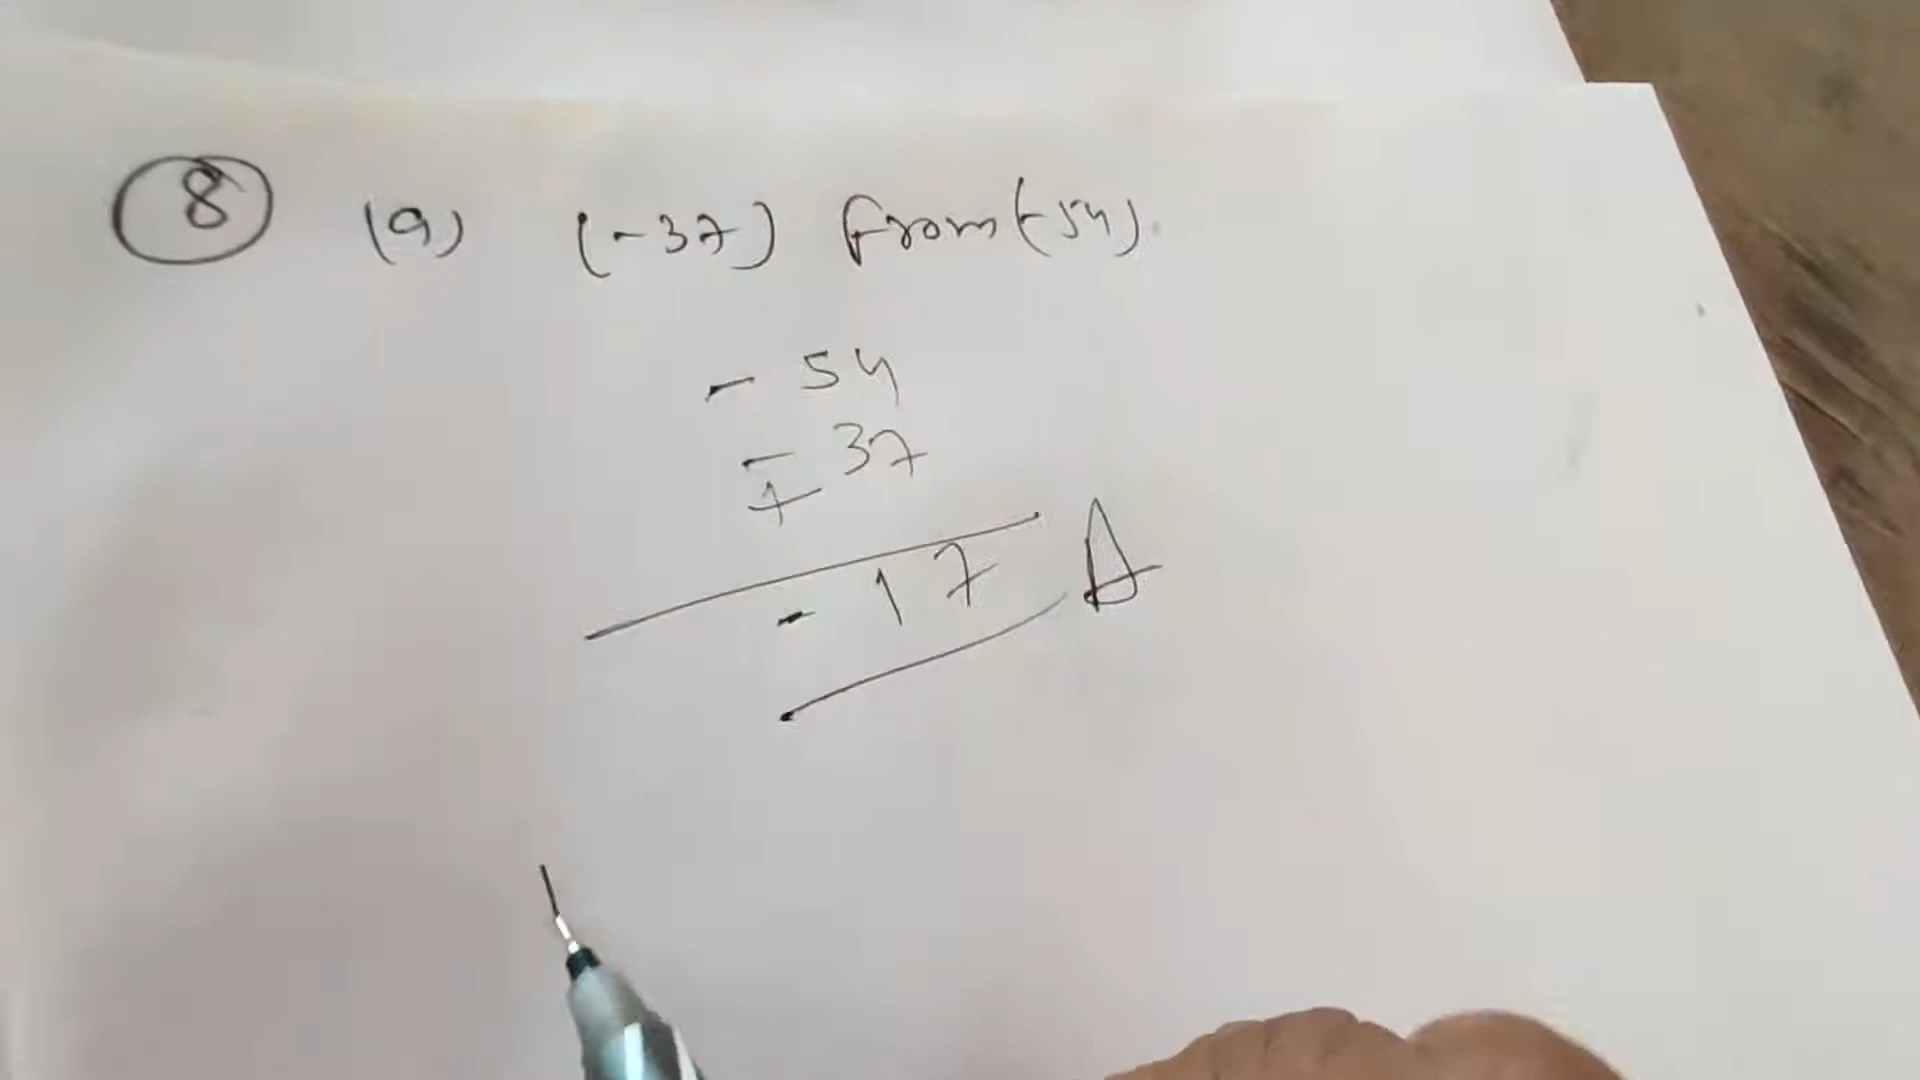 8 (a) (-37) from (-54).
- 54
- 37
+
- 17 A